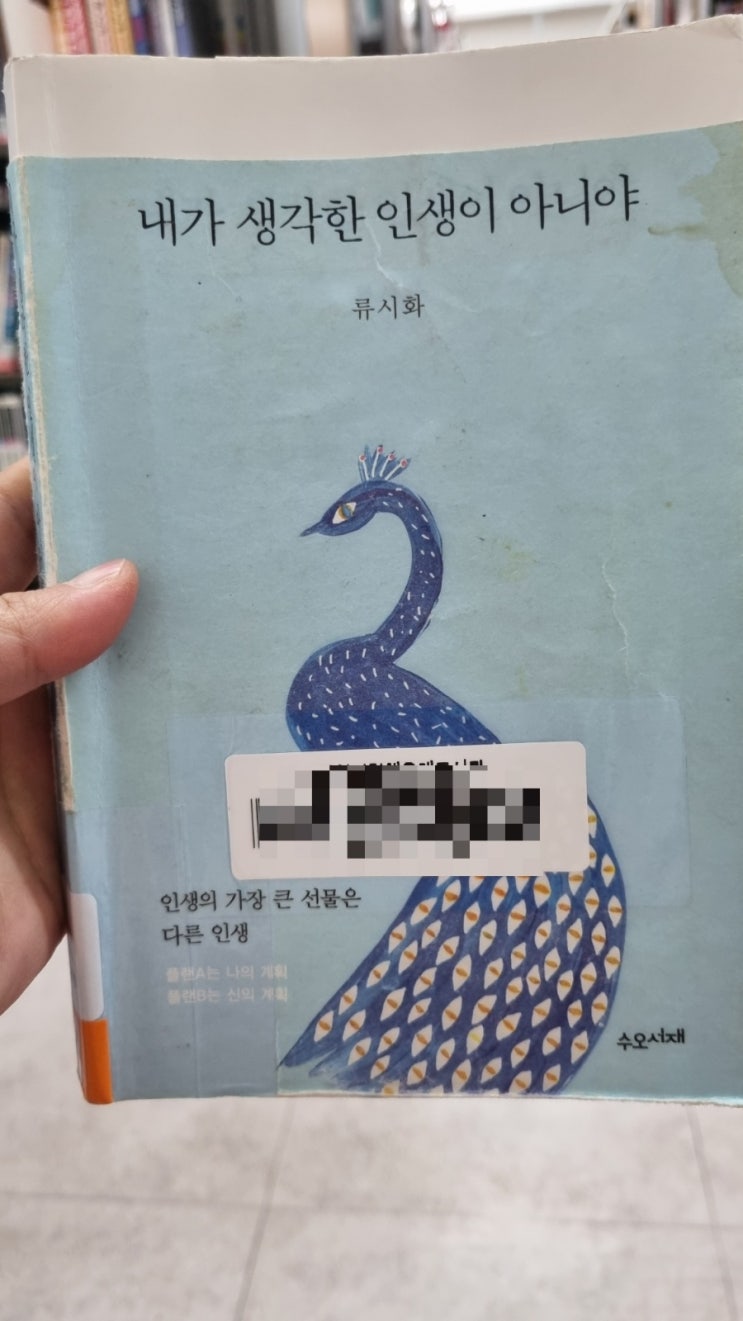 내가 생각한 인생이 아니야
류시화
인생의 가장 큰 선물은
다른 인생
플랜A는 나의 계획
플랜B는 신의 계획
수오서재